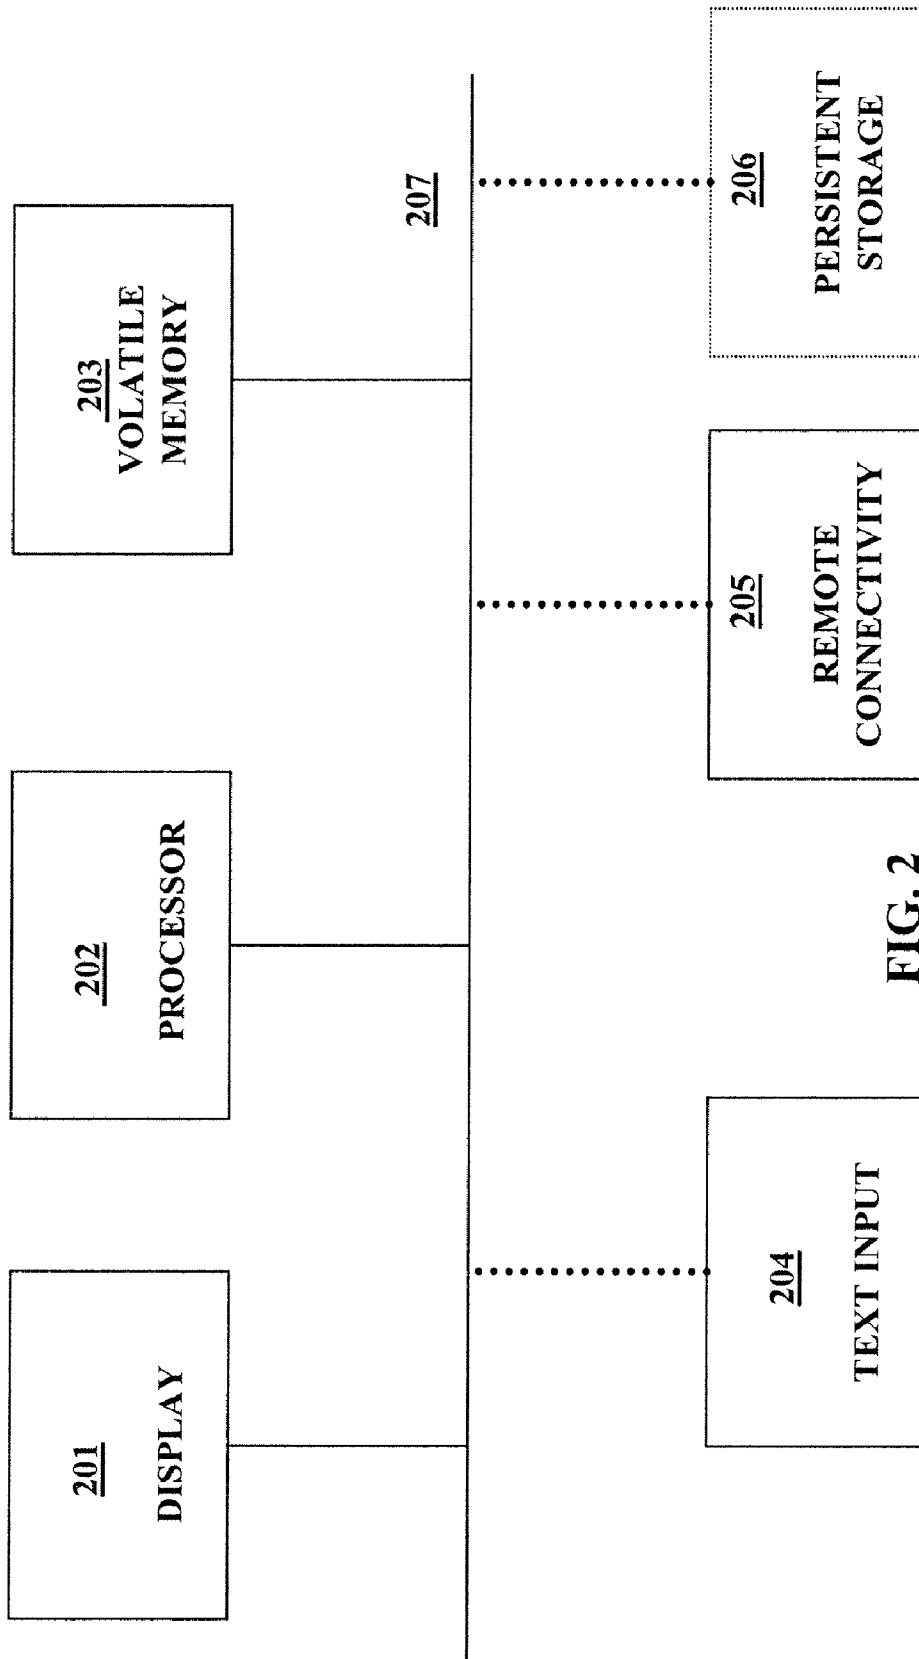 201
DISPLAY
202
PROCESSOR
203
VOLATILE
MEMORY
207
204
TEXT INPUT
205
REMOTE
CONNECTIVITY
206
PERSISTENT
STORAGE
FIG. 2